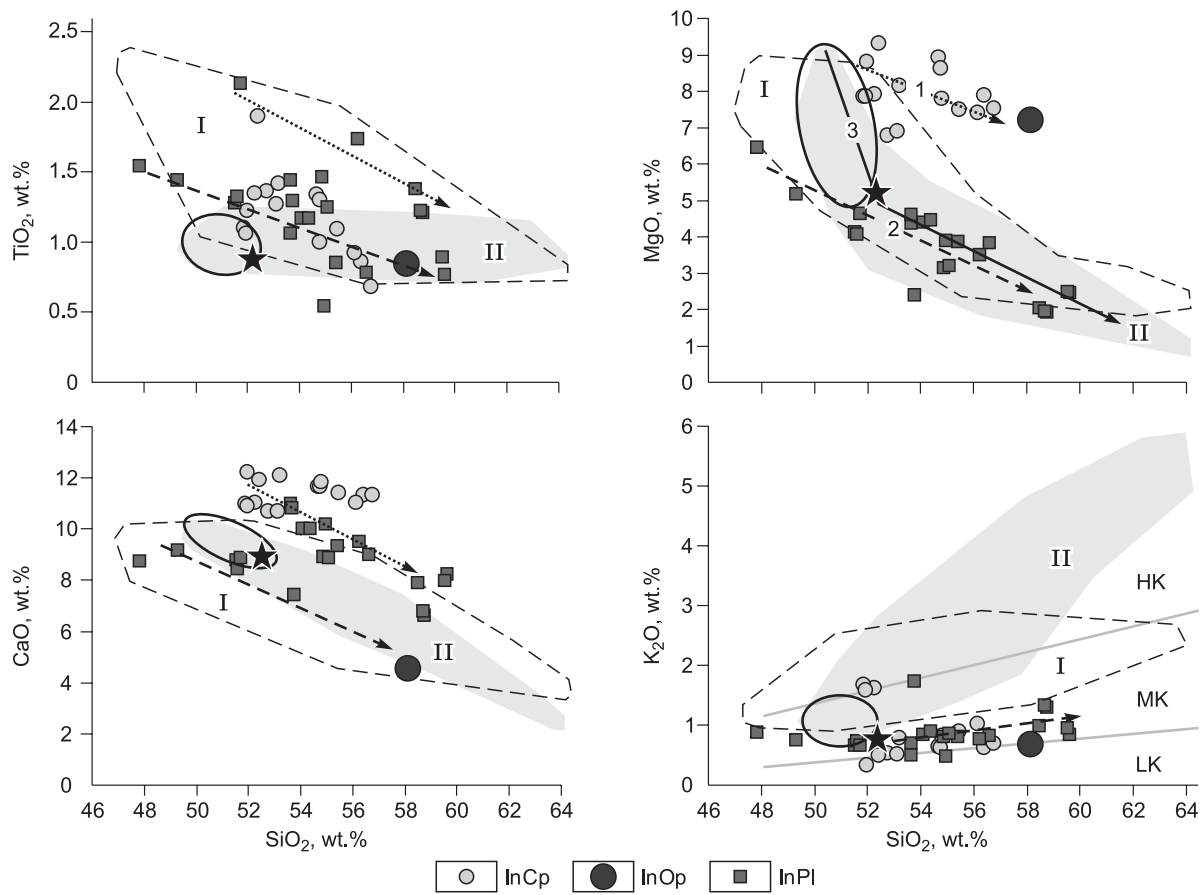 TiO2, wt.%
2.5
2.0
1.5
1.0
0.5
0
I
II
MgO, wt.%
10
9
8
7
6
5
4
3
2
1
0
I
1
3
2
II
CaO, wt.%
14
12
10
8
6
4
2
0
I
II
46 48 50 52 54 56 58 60 62 64
SiO2, wt.%
K2O, wt.%
6
5
4
3
2
1
0
II
HK
I
MK
LK
46 48 50 52 54 56 58 60 62 64
SiO2, wt.%
InCp InOp InPl